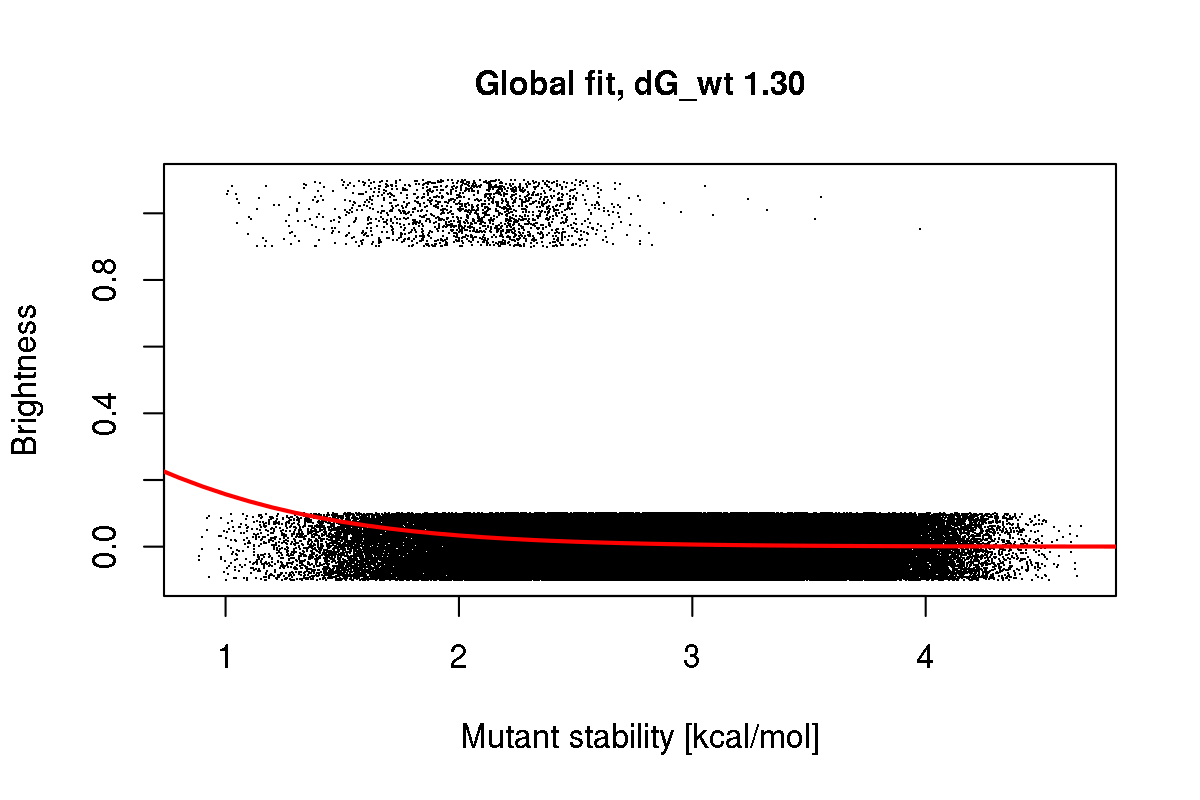 Global fit, dG_wt 1.30
Brightness
0.8
0.4
0.0
1 2 3 4
Mutant stability [kcal/mol]